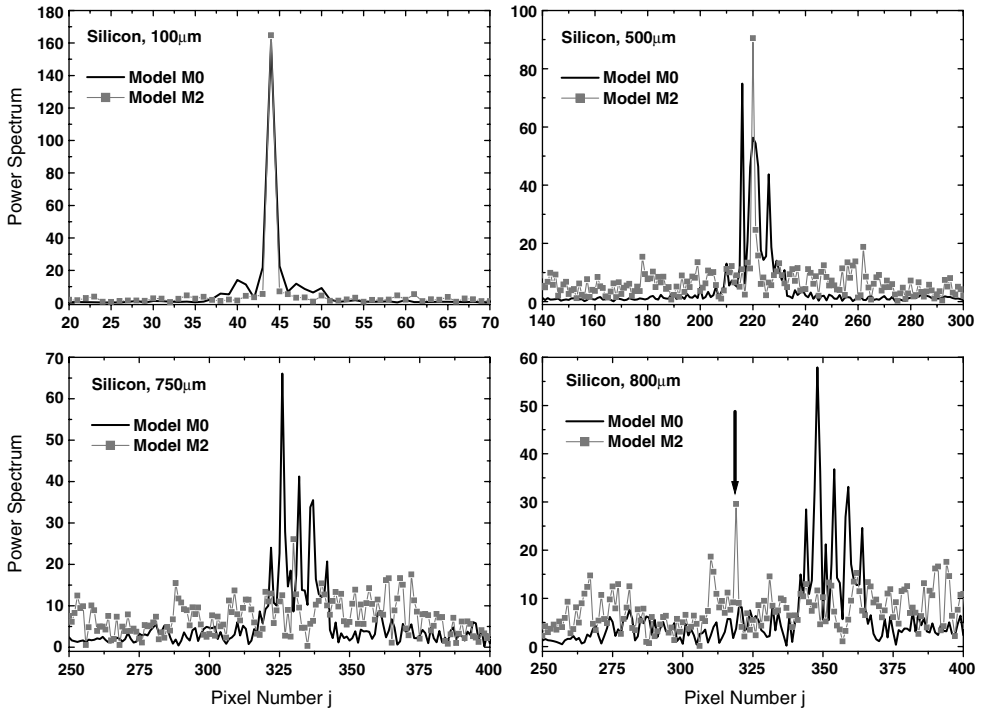 Silicon, 100μm
Model M0
Model M2
Power Spectrum
180
160
140
120
100
80
60
40
20
0
20 25 30 35 40 45 50 55 60 65 70
Silicon, 500μm
Model M0
Model M2
100
80
60
40
20
0
140 160 180 200 220 240 260 280 300
Silicon, 750μm
Model M0
Model M2
Power Spectrum
70
60
50
40
30
20
10
0
250 275 300 325 350 375 400
Pixel Number j
Silicon, 800μm
Model M0
Model M2
60
50
40
30
20
10
0
250 275 300 325 350 375 400
Pixel Number j